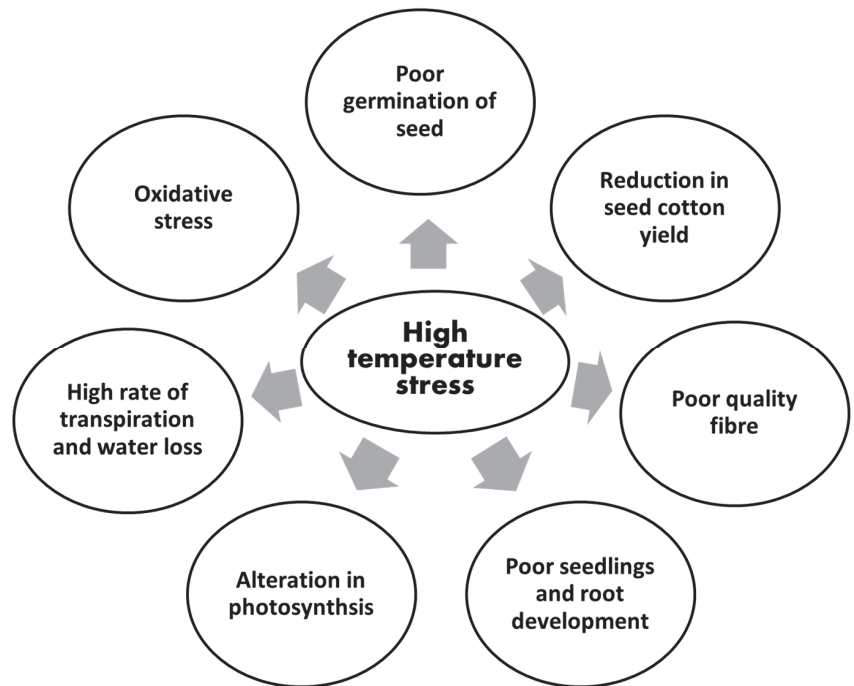 Poor
germination of
seed
Oxidative
stress
Reduction in
seed cotton
yield
High
temperature
stress
High rate of
transpiration
and water loss
Poor quality
fibre
Alteration in
photosynthsis
Poor seedlings
and root
development